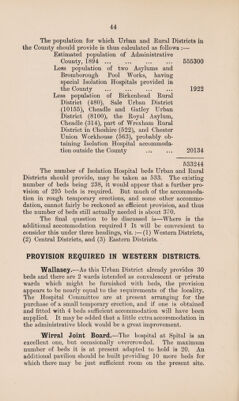 44
The population for which Urban and Rural Districts in
the County should provide is thus calculated as follows :—
Estimated population of Administrative
County, 1894 ... ... ... ... 555300
Less population of two Asylums and
Bromborough Pool Works, having
special Isolation Hospitals provided in
the County ... ... ... ... 1922
Less population of Birkenhead Rural
District (480), Sale Urban District
(10155), Cheadle and Gatley Urban
District (8100), the Royal Asylum,
Cheadle (314), part of Wrexham Rural
District in Cheshire (522), and Chester
Union Workhouse (563), probably ob-
taining Isolation Hospital accommoda-
tion outside the County ... ... 20134
533244
The number of Isolation Hospital beds Urban and Rural
Districts should provide, may be taken as 533. The existing
number of beds being 238, it would appear that a further pro-
vision of 295 beds is required. But much of the accommoda-
tion in rough temporary erections, and some other accommo-
dation, cannot fairly be reckoned as efficient provision, and thus
the number of beds still actually needed is about 370.
The final question to be discussed is—Where is the
additional accommodation required? It will be convenient to
consider this under three headings, viz. :— (1) Western Districts,
(2) Central Districts, and (3) Eastern Districts.
PROVISION REQUIRED IN WESTERN DISTRICTS.
Wallasey.—As this Urban District already provides 30
beds and there are 2 wards intended as convalescent or private
wards which might be furnished with beds, the provision
appears to be nearly equal to the requirements of the locality.
The Hospital Committee are at present arranging for the
purchase of a small temporary erection, and if one is obtained
and fitted with 4 beds sufficient accommodation will have been
supplied. It may be added that a little extra accommodation in
the administrative block would be a great improvement.
Wirral Joint Board.—The hospital at Spital is an
excellent one, but occasionally overcrowded. The maximum
number of beds it is at present adapted to hold is 20. An
additional pavilion should be built providing 10 more beds for
which there may be just sufficient room on the present site.